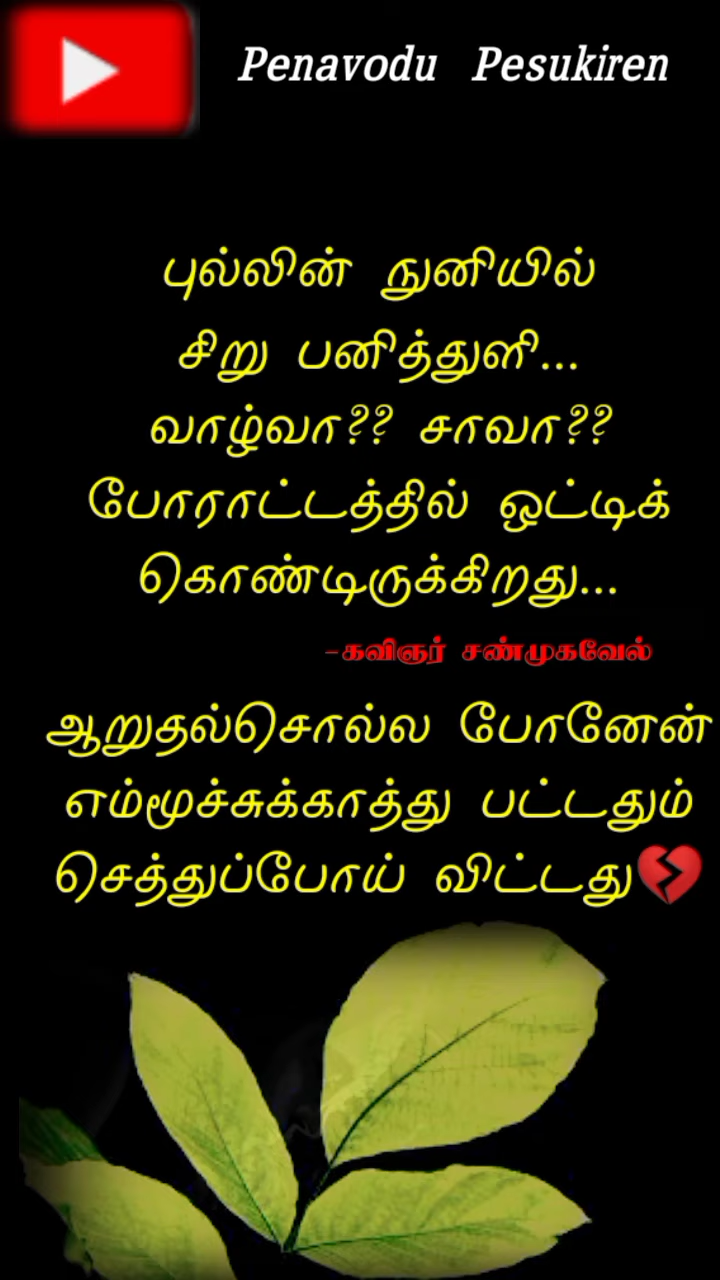 Penavodu Pesukiren
புல்லின் நுனியில்
சிறு பனித்துளி...
வாழ்வா?? சாவா??
போராட்டத்தில் ஒட்டிக்
கொண்டிருக்கிறது...
-கவிஞர் சண்முகவேல்
ஆறுதல்சொல்ல போனேன்
எம்மூச்சுக்காத்து பட்டதும்
செத்துப்போய் விட்டது💔